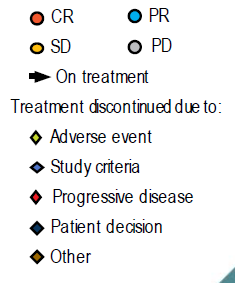 CR PR
SD PD
On treatment
Treatment discontinued due to:
Adverse event
Study criteria
Progressive disease
Patient decision
Other